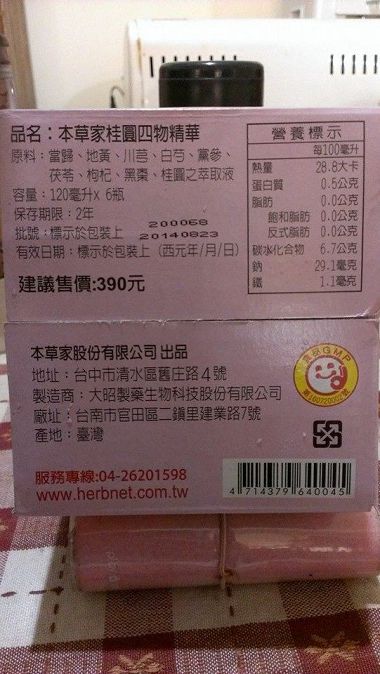 品名：本草家桂圓四物精華
原料：當歸、地黃、川芎、白芍、黨參、
茯苓、枸杞、黑棗、桂圓之萃取液
容量：120毫升x 6瓶
保存期限：2年
批號：標示於包裝上 200068
有效日期：標示於包裝上 (西元年/月/日) 20140823
建議售價:390元
營養標示
每100毫升
熱量 28.8大卡
蛋白質 0.5公克
脂肪 0.0公克
飽和脂肪 0.0公克
反式脂肪 0.0公克
碳水化合物 6.7公克
鈉 29.1毫克
鐵 1.1毫克
本草家股份有限公司 出品
地址：台中市清水區舊庄路4號
製造商：大昭製藥生物科技股份有限公司
廠址：台南市官田區二鎮里建業路7號
產地：臺灣
服務專線:04-26201598
www.herbnet.com.tw
GMP
4 714379 640045